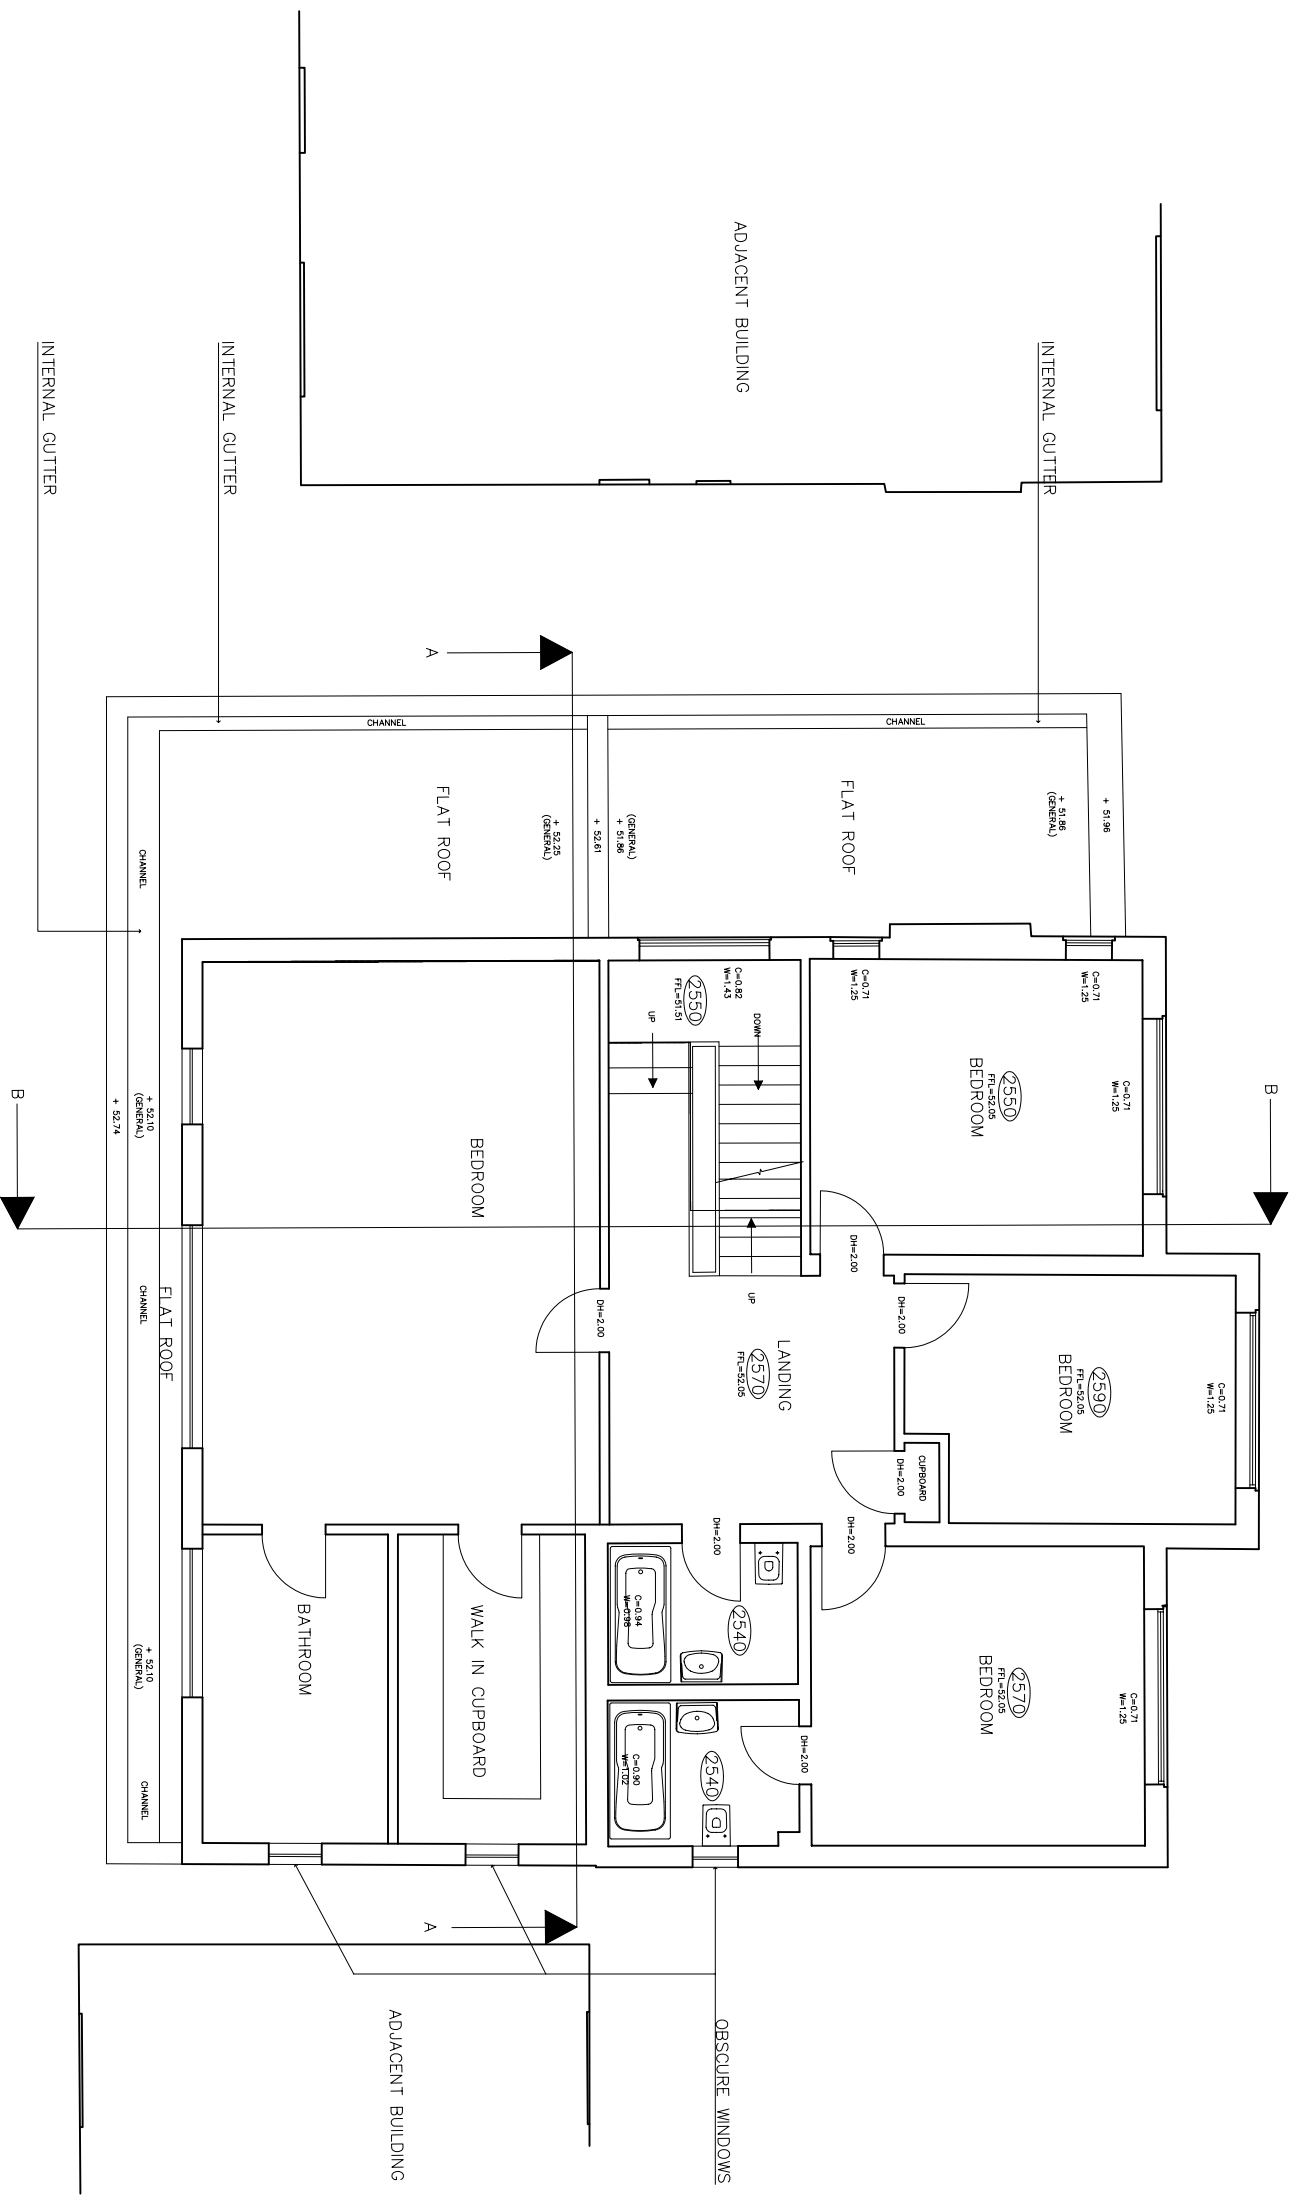 ADJACENT BUILDING
INTERNAL GUTTER
INTERNAL GUTTER
INTERNAL GUTTER
A
CHANNEL
CHANNEL
+ 51.96
+ 51.86
(GENERAL)
FLAT ROOF
(GENERAL)
+ 51.86
+ 52.61
+ 52.25
(GENERAL)
FLAT ROOF
CHANNEL
C=0.71
W=1.25
C=0.71
W=1.25
C=0.82
W=1.43
2550
FFL=51.51
DOWN
UP
B
C=0.71
W=1.25
2550
FFL=52.05
BEDROOM
BEDROOM
+ 52.10
(GENERAL)
+ 52.74
B
DH=2.00
UP
DH=2.00
DH=2.00
CHANNEL
FLAT ROOF
LANDING
2570
FFL=52.05
C=0.71
W=1.25
2590
FFL=52.05
BEDROOM
CUPBOARD
DH=2.00
DH=2.00
DH=2.00
2540
C=0.94
W=0.98
WALK IN CUPBOARD
BATHROOM
+ 52.10
(GENERAL)
C=0.71
W=1.25
2570
FFL=52.05
BEDROOM
DH=2.00
2540
C=0.90
W=1.02
CHANNEL
A
OBSCURE WINDOWS
ADJACENT BUILDING